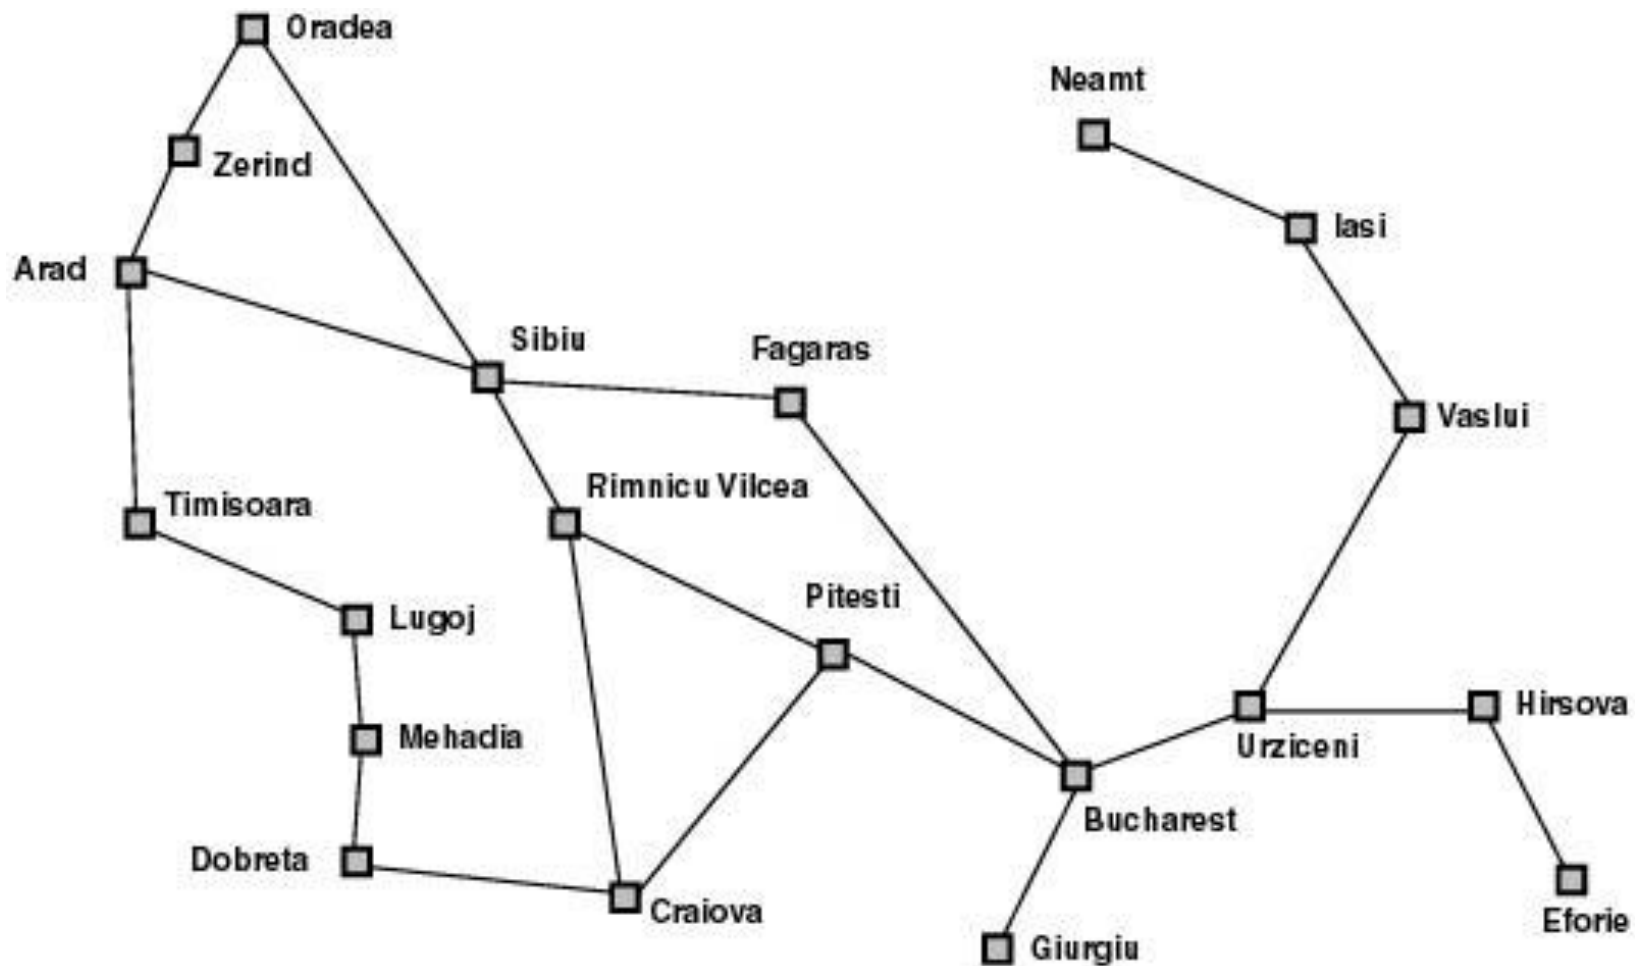 Oradea
Neamt
Zerind
Iasi
Arad
Sibiu
Fagaras
Vaslui
Rimnicu Vilcea
Timisoara
Pitesti
Lugoj
Hirsova
Mehadia
Urziceni
Bucharest
Dobreta
Craiova
Eforie
Giurgiu